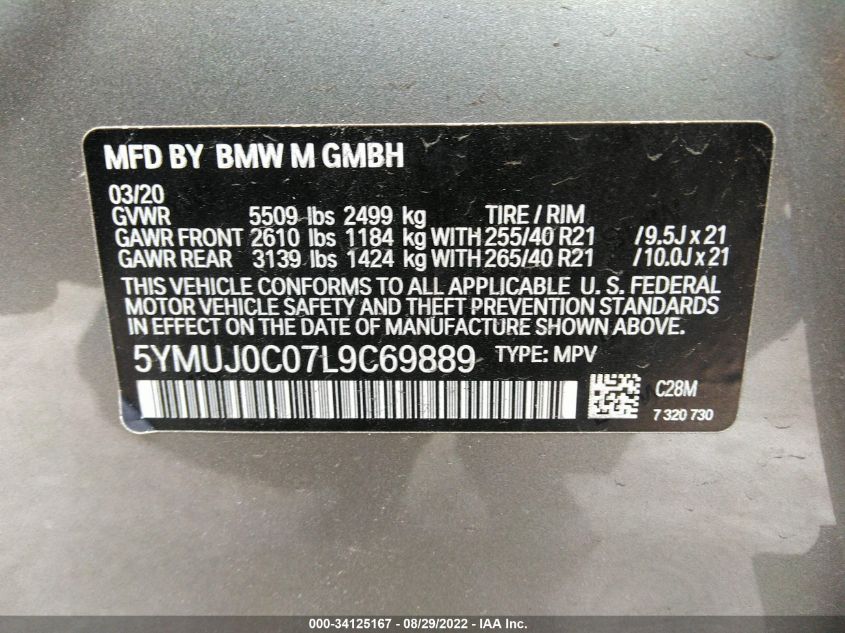 MFD BY BMW M GMBH
03/20
GVWR 5509 lbs 2499 kg TIRE / RIM
GAWR FRONT 2610 lbs 1184 kg WITH 255/40 R21 /9.5J x 21
GAWR REAR 3139 lbs 1424 kg WITH 265/40 R21 /10.0J x 21
THIS VEHICLE CONFORMS TO ALL APPLICABLE U. S. FEDERAL
MOTOR VEHICLE SAFETY AND THEFT PREVENTION STANDARDS
IN EFFECT ON THE DATE OF MANUFACTURE SHOWN ABOVE.
5YMUJ0C07L9C69889 TYPE: MPV
C28M
7 320 730
000-34125167 - 08/29/2022 - IAA Inc.